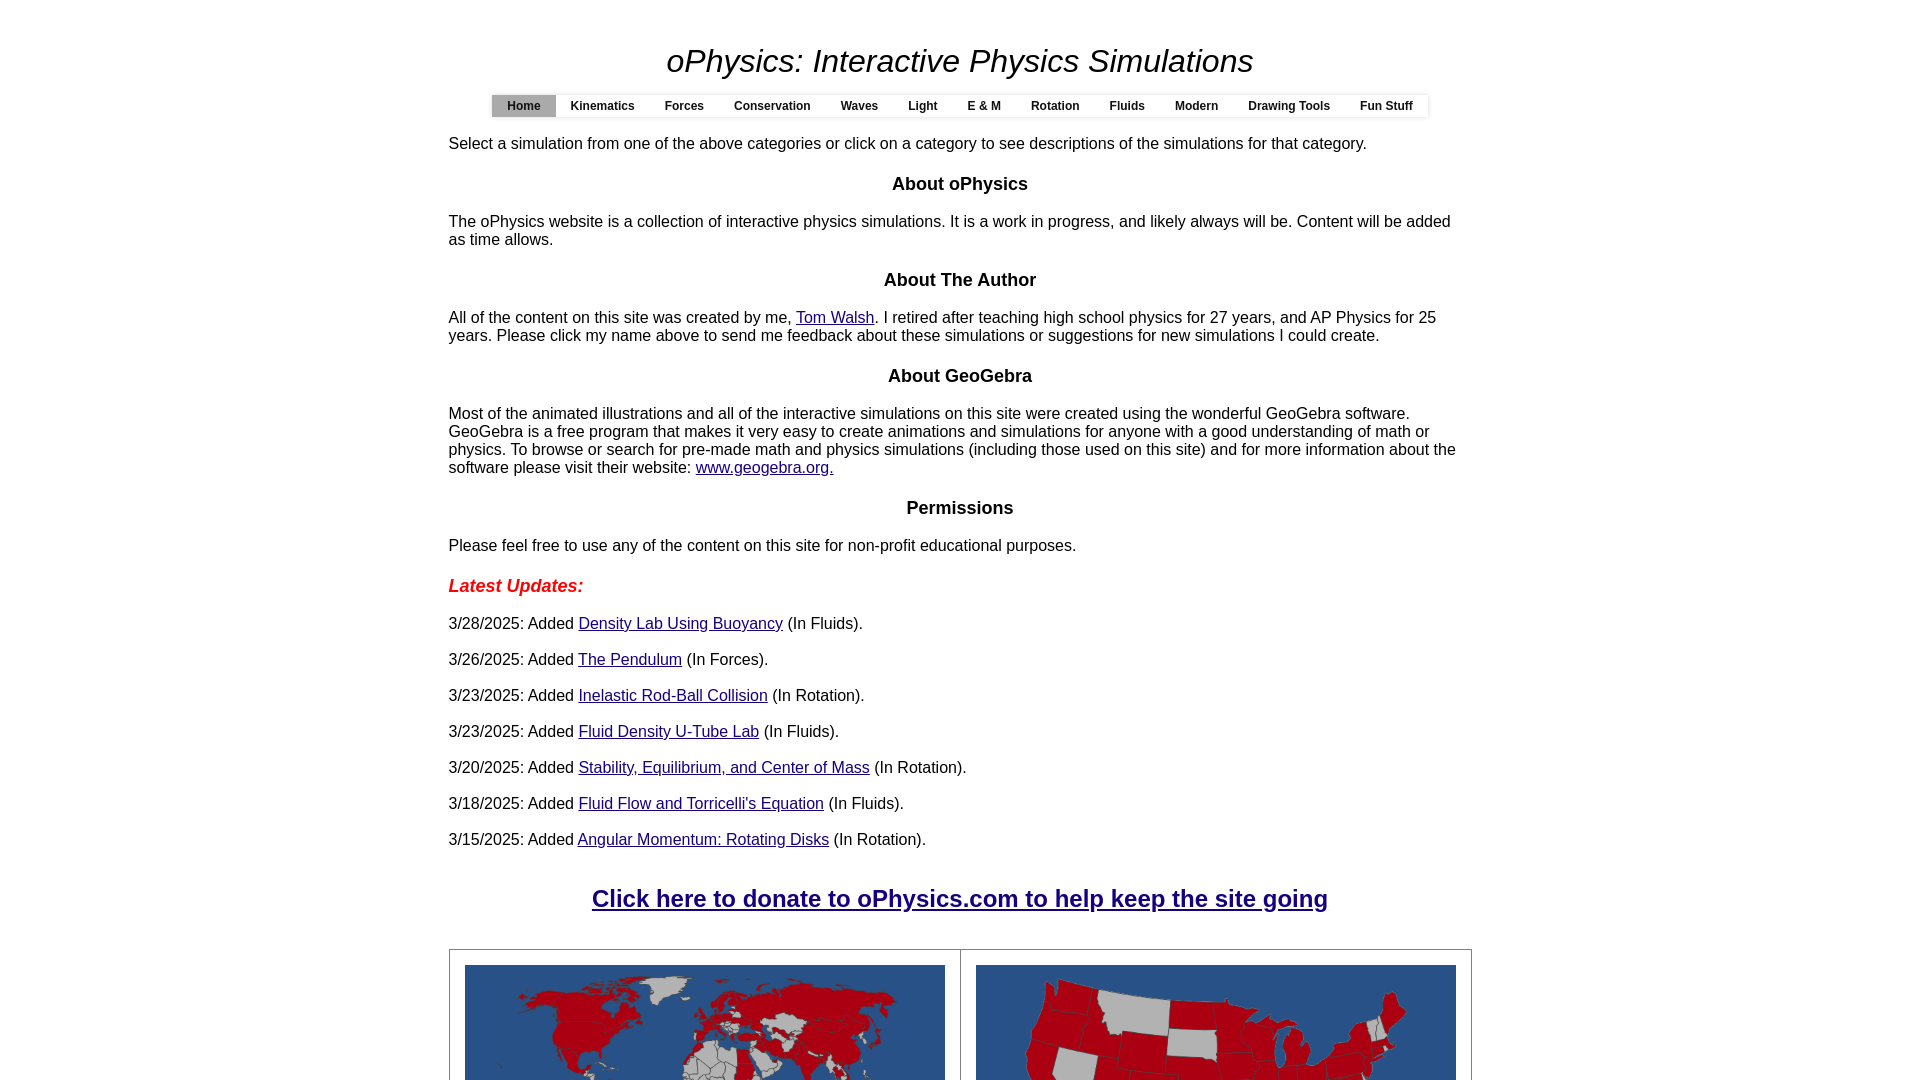 oPhysics: Interactive Physics Simulations
Home Kinematics Forces Conservation Waves Light E & M Rotation Fluids Modern Drawing Tools Fun Stuff
Select a simulation from one of the above categories or click on a category to see descriptions of the simulations for that category.
About oPhysics
The oPhysics website is a collection of interactive physics simulations. It is a work in progress, and likely always will be. Content will be added
as time allows.
About The Author
All of the content on this site was created by me, Tom Walsh. I retired after teaching high school physics for 27 years, and AP Physics for 25
years. Please click my name above to send me feedback about these simulations or suggestions for new simulations I could create.
About GeoGebra
Most of the animated illustrations and all of the interactive simulations on this site were created using the wonderful GeoGebra software.
GeoGebra is a free program that makes it very easy to create animations and simulations for anyone with a good understanding of math or
physics. To browse or search for pre-made math and physics simulations (including those used on this site) and for more information about the
software please visit their website: www.geogebra.org.
Permissions
Please feel free to use any of the content on this site for non-profit educational purposes.
Latest Updates:
3/28/2025: Added Density Lab Using Buoyancy (In Fluids).
3/26/2025: Added The Pendulum (In Forces).
3/23/2025: Added Inelastic Rod-Ball Collision (In Rotation).
3/23/2025: Added Fluid Density U-Tube Lab (In Fluids).
3/20/2025: Added Stability, Equilibrium, and Center of Mass (In Rotation).
3/18/2025: Added Fluid Flow and Torricelli's Equation (In Fluids).
3/15/2025: Added Angular Momentum: Rotating Disks (In Rotation).
Click here to donate to oPhysics.com to help keep the site going